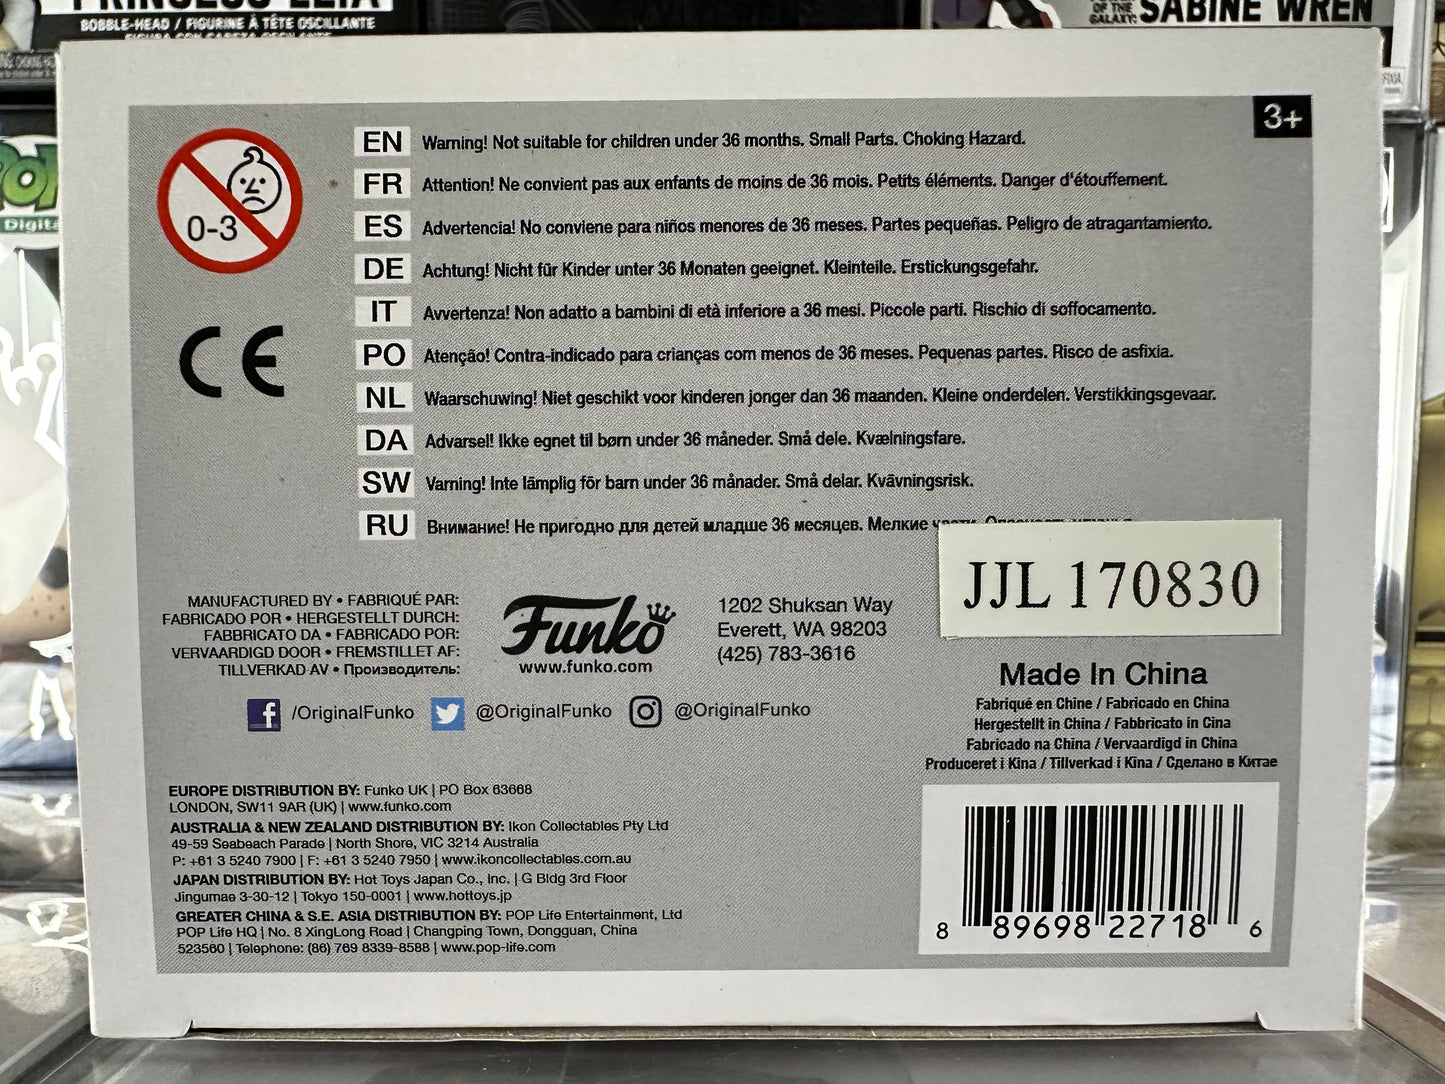 PRINCESS LEIA
BOBBLE-HEAD / FIGURINE À TÊTE OSCILLANTE
OF THE
GALAXY:
SABINE WREN
Digital
3+
0-3
EN Warning! Not suitable for children under 36 months. Small Parts. Choking Hazard.
FR Attention! Ne convient pas aux enfants de moins de 36 mois. Petits éléments. Danger d'étouffement.
ES Advertencia! No conviene para niños menores de 36 meses. Partes pequeñas. Peligro de atragantamiento.
DE Achtung! Nicht für Kinder unter 36 Monaten geeignet. Kleinteile. Erstickungsgefahr.
IT Avvertenza! Non adatto a bambini di età inferiore a 36 mesi. Piccole parti. Rischio di soffocamento.
PO Atenção! Contra-indicado para crianças com menos de 36 meses. Pequenas partes. Risco de asfixia.
NL Waarschuwing! Niet geschikt voor kinderen jonger dan 36 maanden. Kleine onderdelen. Verstikkingsgevaar.
DA Advarsel! Ikke egnet til børn under 36 måneder. Små dele. Kvælningsfare.
SW Varning! Inte lämplig för barn under 36 månader. Små delar. Kvävningsrisk.
RU Внимание! Не пригодно для детей младше 36 месяцев. Мелкие
CE
JJL 170830
MANUFACTURED BY • FABRIQUÉ PAR:
FABRICADO POR • HERGESTELLT DURCH:
FABBRICATO DA • FABRICADO POR:
VERVAARDIGD DOOR • FREMSTILLET AF:
TILLVERKAD AV • Производитель:
Funko
www.funko.com
1202 Shuksan Way
Everett, WA 98203
(425) 783-3616
/OriginalFunko @OriginalFunko @OriginalFunko
Made In China
Fabriqué en Chine / Fabricado en China
Hergestellt in China / Fabbricato in Cina
Fabricado na China / Vervaardigd in China
Produceret i Kina / Tillverkad i Kina / Сделано в Китае
EUROPE DISTRIBUTION BY: Funko UK | PO Box 63668
LONDON, SW11 9AR (UK) | www.funko.com
AUSTRALIA & NEW ZEALAND DISTRIBUTION BY: Ikon Collectables Pty Ltd
49-59 Seabeach Parade | North Shore, VIC 3214 Australia
P: +61 3 5240 7900 | F: +61 3 5240 7950 | www.ikoncollectables.com.au
JAPAN DISTRIBUTION BY: Hot Toys Japan Co., Inc. | G Bldg 3rd Floor
Jingumae 3-30-12 | Tokyo 150-0001 | www.hottoys.jp
GREATER CHINA & S.E. ASIA DISTRIBUTION BY: POP Life Entertainment, Ltd
POP Life HQ | No. 8 XingLong Road | Changping Town, Dongguan, China
523560 | Telephone: (86) 769 8339-8588 | www.pop-life.com
8 89698 22718 6